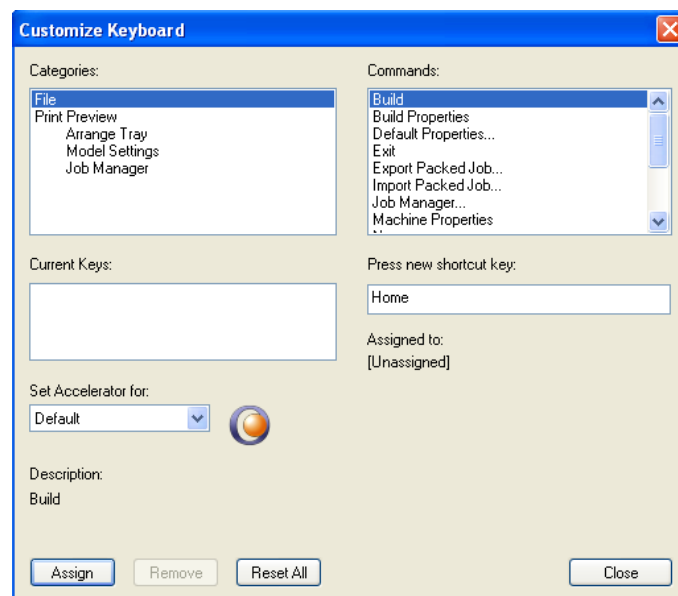 Customize Keyboard
Categories:
File
Print Preview
Arrange Tray
Model Settings
Job Manager
Commands:
Build
Build Properties
Default Properties...
Exit
Export Packed Job...
Import Packed Job...
Job Manager...
Machine Properties
Current Keys:
Press new shortcut key:
Home
Assigned to:
[Unassigned]
Set Accelerator for:
Default
Description:
Build
Assign
Remove
Reset All
Close